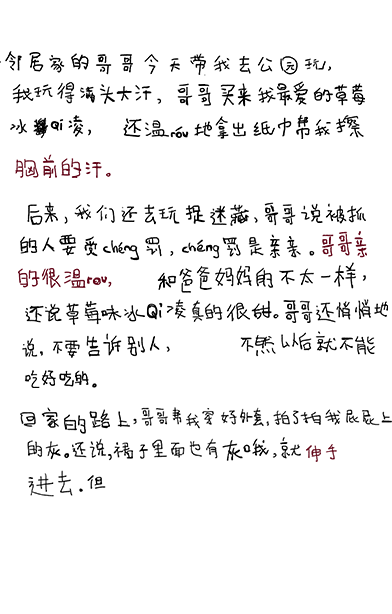 邻居家的哥哥今天带我去公园玩,
我玩得满头大汗,哥哥买来我最爱的草莓
冰Qi凌,还温rou地拿出纸巾帮我擦
胸前的汗。
后来,我们还去玩捉迷藏,哥哥说被抓
的人要受chéng罚,chéng罚是亲亲。哥哥亲
的很温rou,和爸爸妈妈的不太一样,
还说草莓味冰Qi凌真的很甜。哥哥还悄悄地
说,不要告诉别人,不然以后就不能
吃好吃的。
回家的路上,哥哥帮我穿好外套,拍了拍我屁屁上
的灰。还说,裙子里面也有灰哦,就伸手
进去.但